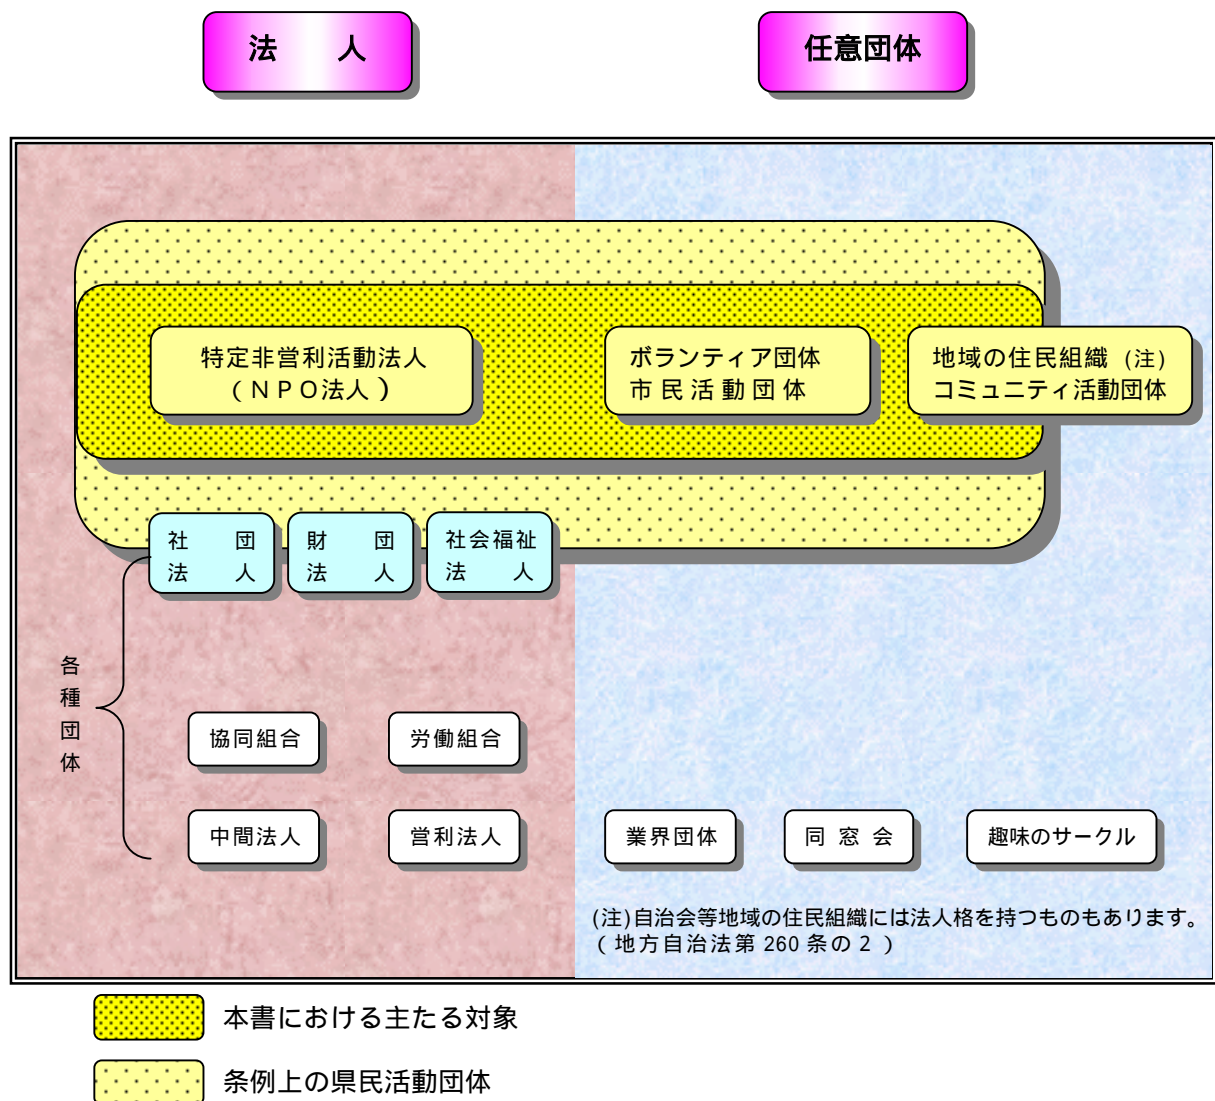 法　　人
任意団体
特定非営利活動法人
（ＮＰＯ法人）
ボランティア団体
市民活動団体
地域の住民組織 (注)
コミュニティ活動団体
社　　団
法　　人
財　　団
法　　人
社会福祉
法　　人
各種団体
協同組合
労働組合
中間法人
営利法人
業界団体
同 窓 会
趣味のサークル
(注)自治会等地域の住民組織には法人格を持つものもあります。
（地方自治法第 260 条の 2 ）
本書における主たる対象
条例上の県民活動団体